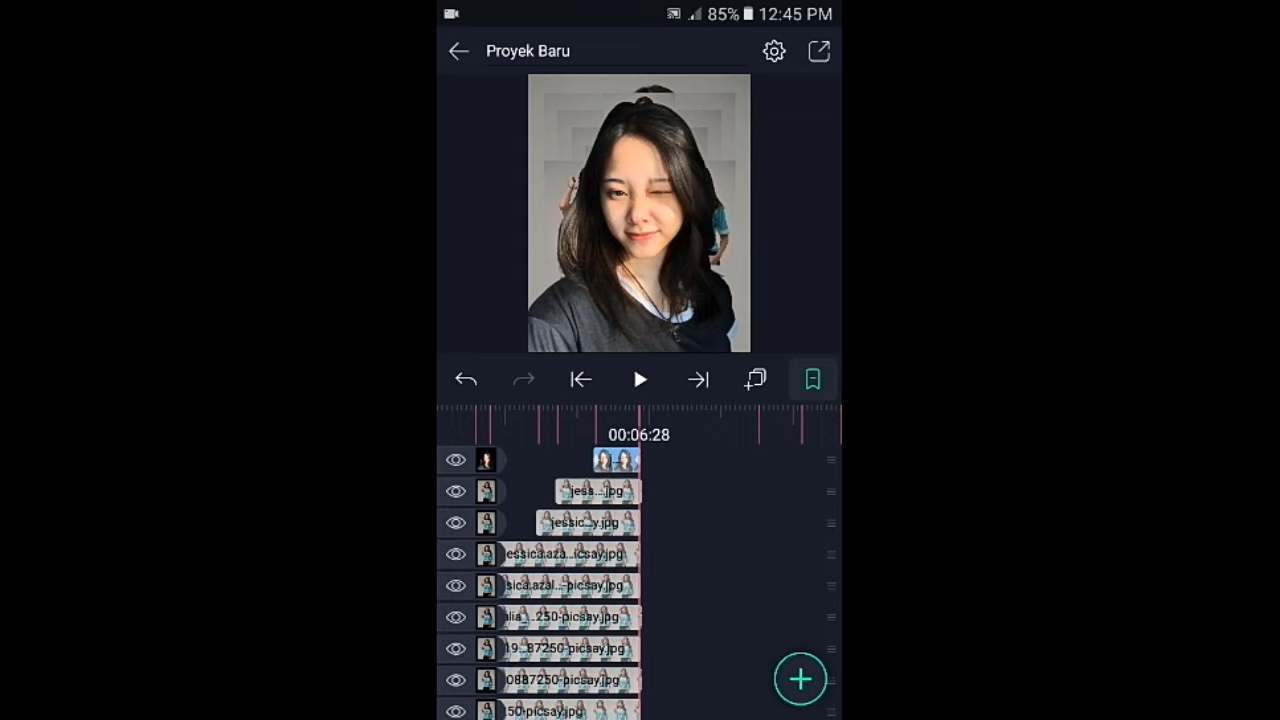 85% 12:45 PM
Proyek Baru
00:06:28
jess...jpg
jessic...y.jpg
essica.aza...icsay.jpg
sica.azal...-picsay.jpg
alia_...250-picsay.jpg
19...87250-picsay.jpg
0887250-picsay.jpg
50-picsay.jpg